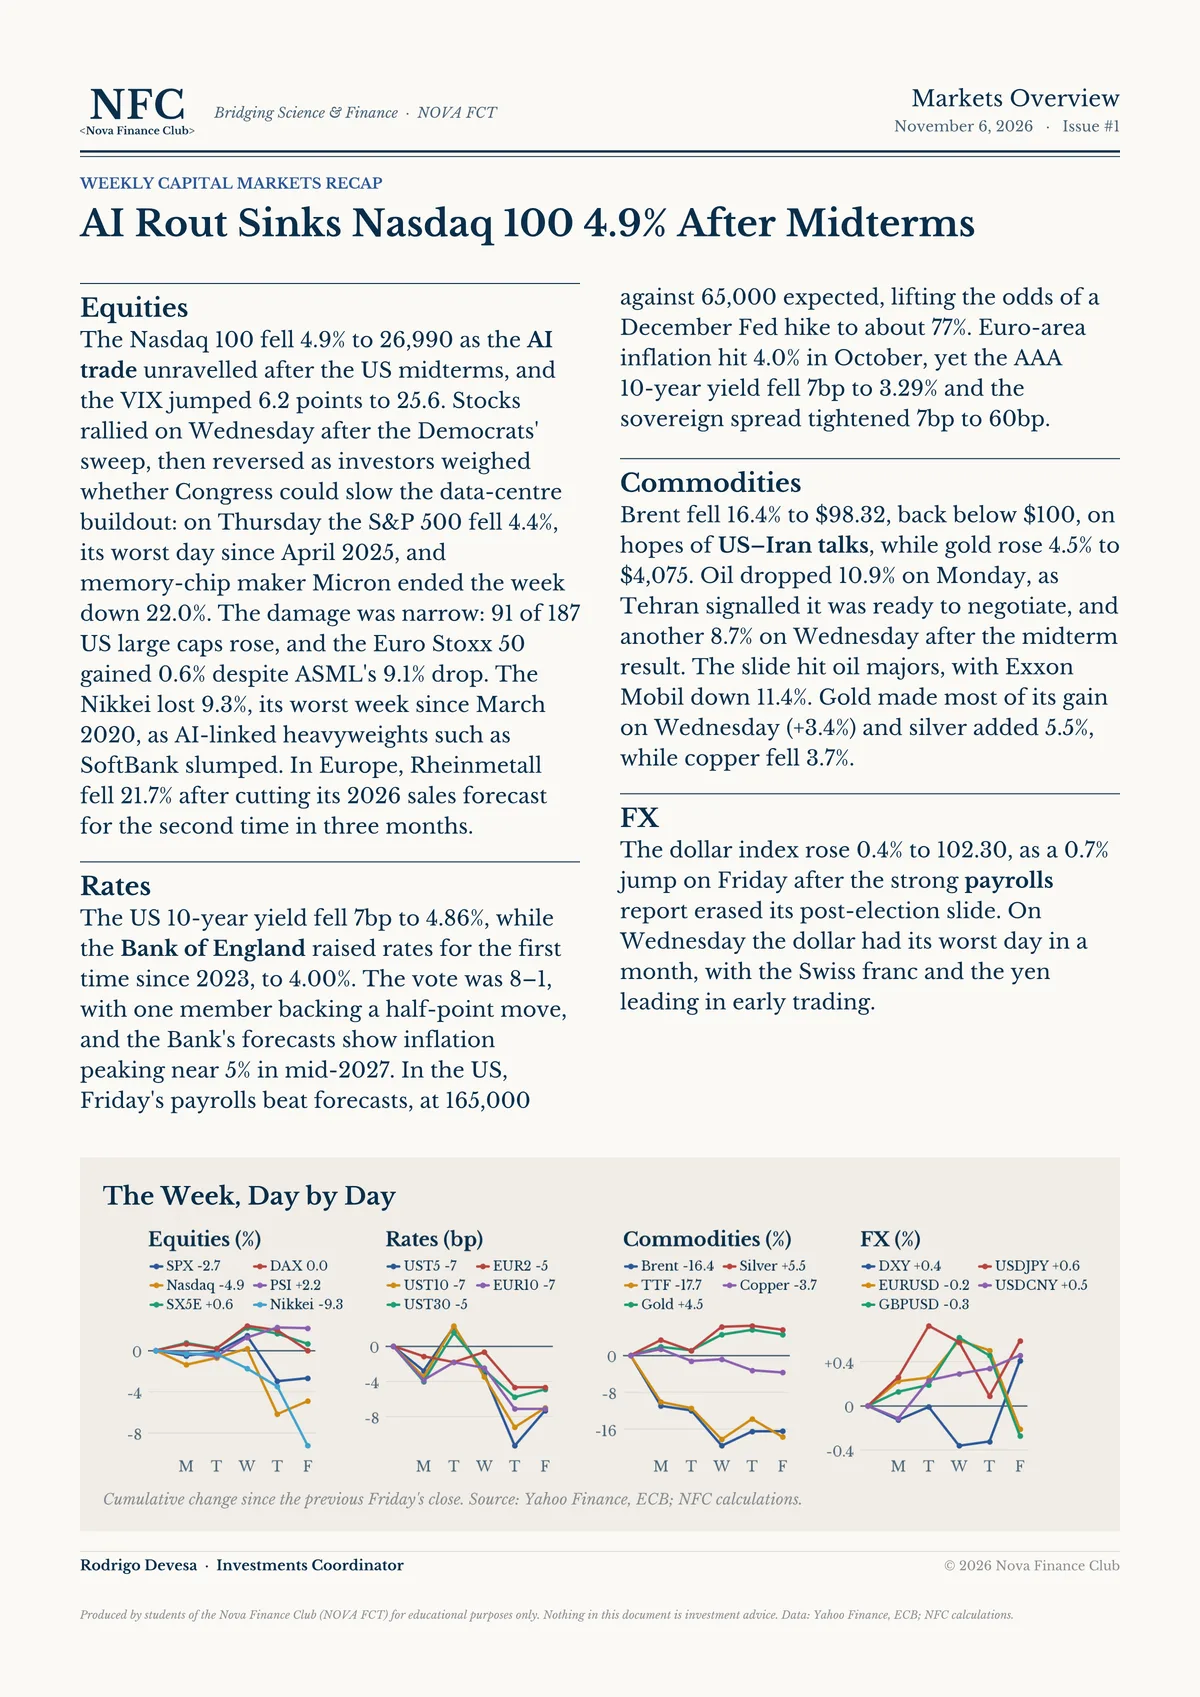 NFC
<Nova Finance Club>
Bridging Science & Finance · NOVA FCT
Markets Overview
November 6, 2026 · Issue #1
WEEKLY CAPITAL MARKETS RECAP
AI Rout Sinks Nasdaq 100 4.9% After Midterms
Equities
The Nasdaq 100 fell 4.9% to 26,990 as the AI
trade unravelled after the US midterms, and
the VIX jumped 6.2 points to 25.6. Stocks
rallied on Wednesday after the Democrats'
sweep, then reversed as investors weighed
whether Congress could slow the data-centre
buildout: on Thursday the S&P 500 fell 4.4%,
its worst day since April 2025, and
memory-chip maker Micron ended the week
down 22.0%. The damage was narrow: 91 of 187
US large caps rose, and the Euro Stoxx 50
gained 0.6% despite ASML's 9.1% drop. The
Nikkei lost 9.3%, its worst week since March
2020, as AI-linked heavyweights such as
SoftBank slumped. In Europe, Rheinmetall
fell 21.7% after cutting its 2026 sales forecast
for the second time in three months.
Rates
The US 10-year yield fell 7bp to 4.86%, while
the Bank of England raised rates for the first
time since 2023, to 4.00%. The vote was 8–1,
with one member backing a half-point move,
and the Bank's forecasts show inflation
peaking near 5% in mid-2027. In the US,
Friday's payrolls beat forecasts, at 165,000
against 65,000 expected, lifting the odds of a
December Fed hike to about 77%. Euro-area
inflation hit 4.0% in October, yet the AAA
10-year yield fell 7bp to 3.29% and the
sovereign spread tightened 7bp to 60bp.
Commodities
Brent fell 16.4% to $98.32, back below $100, on
hopes of US–Iran talks, while gold rose 4.5% to
$4,075. Oil dropped 10.9% on Monday, as
Tehran signalled it was ready to negotiate, and
another 8.7% on Wednesday after the midterm
result. The slide hit oil majors, with Exxon
Mobil down 11.4%. Gold made most of its gain
on Wednesday (+3.4%) and silver added 5.5%,
while copper fell 3.7%.
FX
The dollar index rose 0.4% to 102.30, as a 0.7%
jump on Friday after the strong payrolls
report erased its post-election slide. On
Wednesday the dollar had its worst day in a
month, with the Swiss franc and the yen
leading in early trading.
The Week, Day by Day
Equities (%)
SPX -2.7 DAX 0.0
Nasdaq -4.9 PSI +2.2
SX5E +0.6 Nikkei -9.3
0
-4
-8
M T W T F
Rates (bp)
UST5 -7 EUR2 -5
UST10 -7 EUR10 -7
UST30 -5
0
-4
-8
M T W T F
Commodities (%)
Brent -16.4 Silver +5.5
TTF -17.7 Copper -3.7
Gold +4.5
0
-8
-16
M T W T F
FX (%)
DXY +0.4 USDJPY +0.6
EURUSD -0.2 USDCNY +0.5
GBPUSD -0.3
+0.4
0
-0.4
M T W T F
Cumulative change since the previous Friday's close. Source: Yahoo Finance, ECB; NFC calculations.
Rodrigo Devesa · Investments Coordinator
© 2026 Nova Finance Club
Produced by students of the Nova Finance Club (NOVA FCT) for educational purposes only. Nothing in this document is investment advice. Data: Yahoo Finance, ECB; NFC calculations.